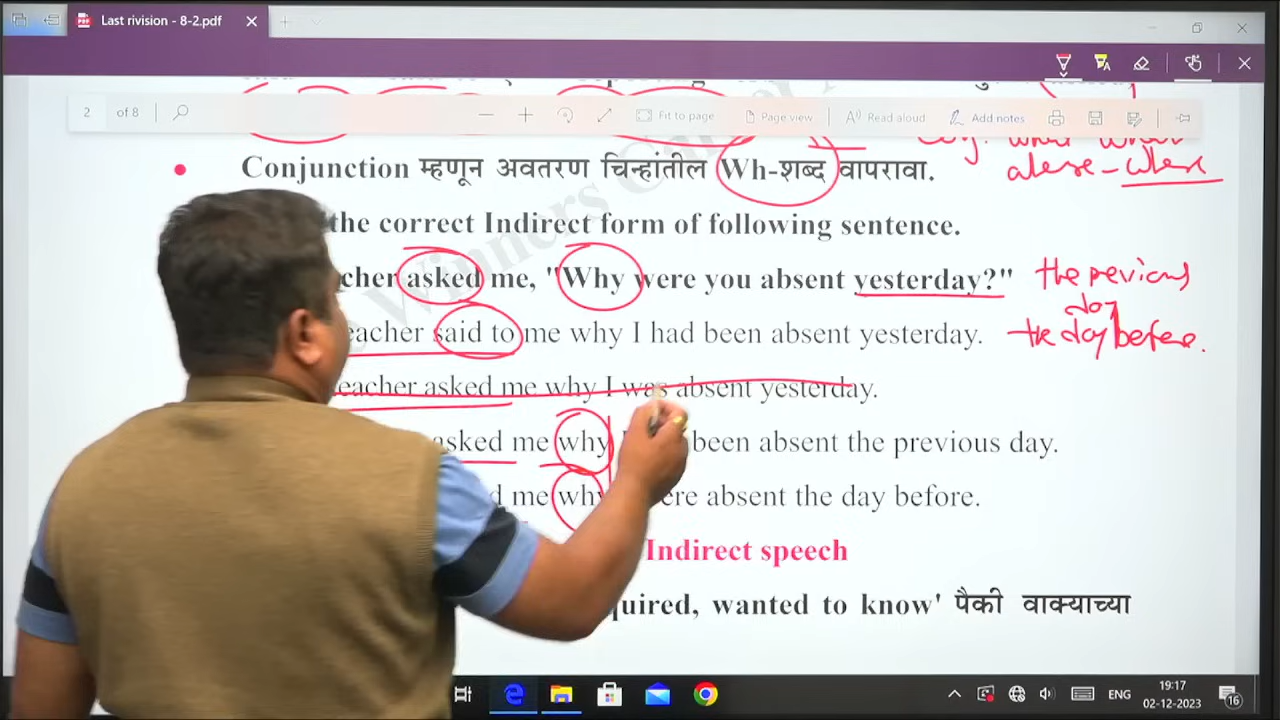 Last rivision - 8-2.pdf
2 of 8
Fit to page
Page view
Read aloud
Add notes
Conjunction म्हणून अवतरण चिन्हांतील Wh-शब्द वापरावा.
the correct Indirect form of following sentence.
cher asked me, "Why were you absent yesterday?"
the previous day
eacher said to me why I had been absent yesterday.
the day before.
eacher asked me why I was absent yesterday.
asked me why been absent the previous day.
d me why ere absent the day before.
Indirect speech
quired, wanted to know' पैकी वाक्याच्या
ENG
19:17
02-12-2023
16